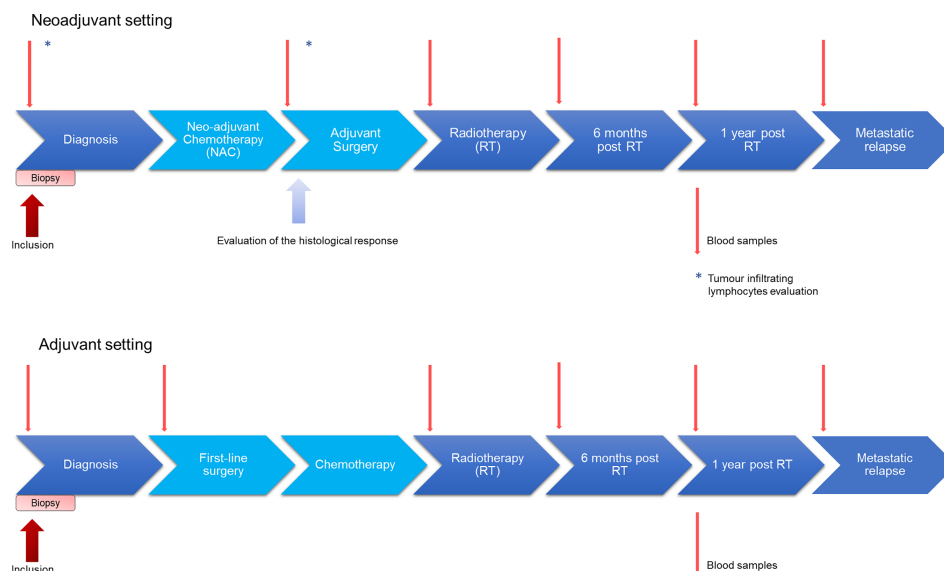 Neoadjuvant setting
*
*
Diagnosis
Neo-adjuvant
Chemotherapy
(NAC)
Adjuvant
Surgery
Radiotherapy
(RT)
6 months
post RT
1 year post
RT
Metastatic
relapse
Biopsy
Inclusion
Evaluation of the histological response
Blood samples
* Tumour infiltrating
lymphocytes evaluation
Adjuvant setting
Diagnosis
First-line
surgery
Chemotherapy
Radiotherapy
(RT)
6 months post
RT
1 year post RT
Metastatic
relapse
Biopsy
Inclusion
Blood samples